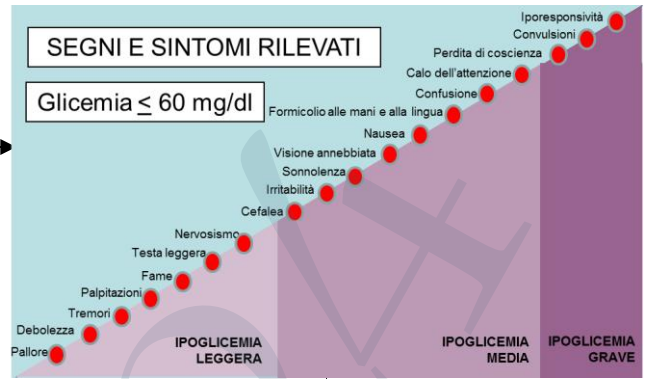 SEGNI E SINTOMI RILEVATI
Glicemia ≤ 60 mg/dl
Iporesponsività
Convulsioni
Perdita di coscienza
Calo dell'attenzione
Confusione
Formicolio alle mani e alla lingua
Nausea
Visione annebbiata
Sonnolenza
Irritabilità
Cefalea
Nervosismo
Testa leggera
Fame
Palpitazioni
Tremori
Debolezza
Pallore
IPOGLICEMIA
LEGGERA
IPOGLICEMIA
MEDIA
IPOGLICEMIA
GRAVE